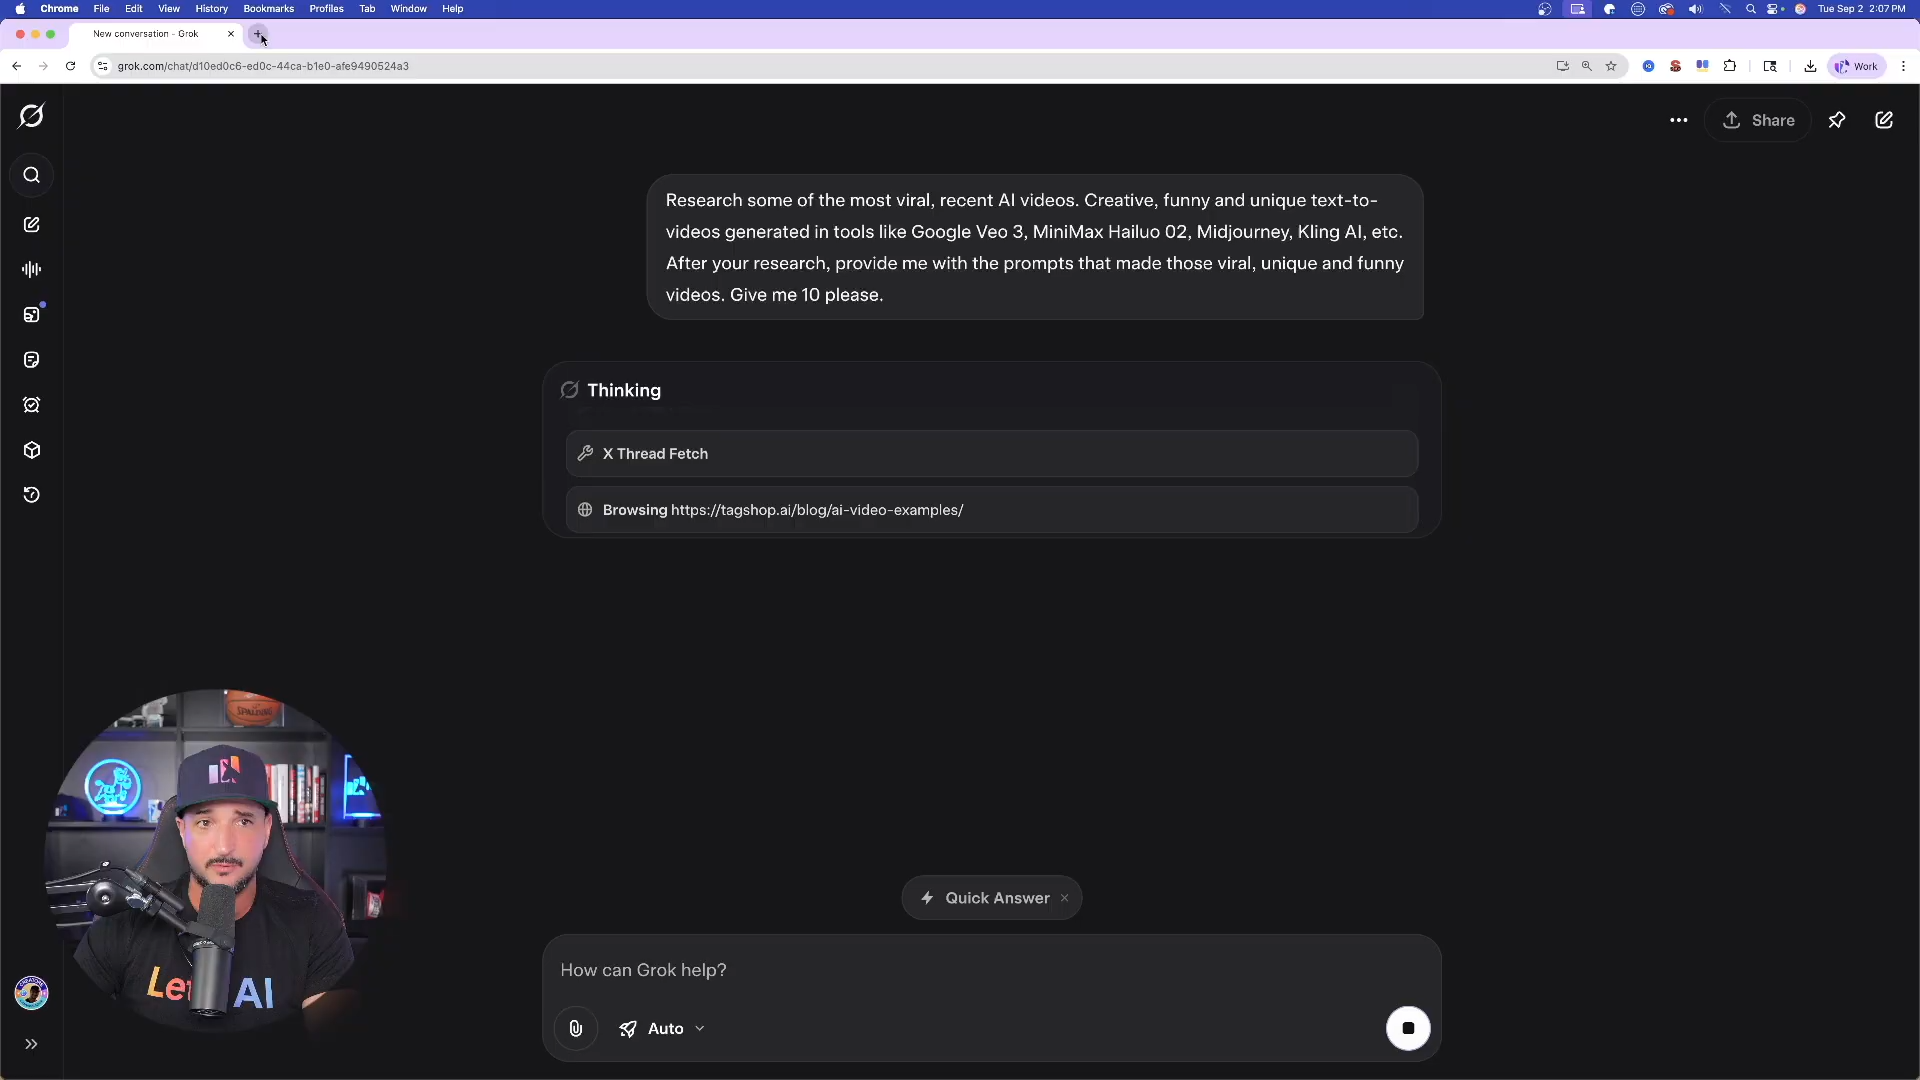 Chrome File Edit View History Bookmarks Profiles Tab Window Help
Tue Sep 2 2:07 PM
New conversation - Grok
grok.com/chat/d10ed0c6-ed0c-44ca-b1e0-afe9490524a3
Work
Share
Research some of the most viral, recent AI videos. Creative, funny and unique text-to-
videos generated in tools like Google Veo 3, MiniMax Hailuo 02, Midjourney, Kling AI, etc.
After your research, provide me with the prompts that made those viral, unique and funny
videos. Give me 10 please.
Thinking
X Thread Fetch
Browsing https://tagshop.ai/blog/ai-video-examples/
SPALDING
Quick Answer
Let AI
How can Grok help?
Auto